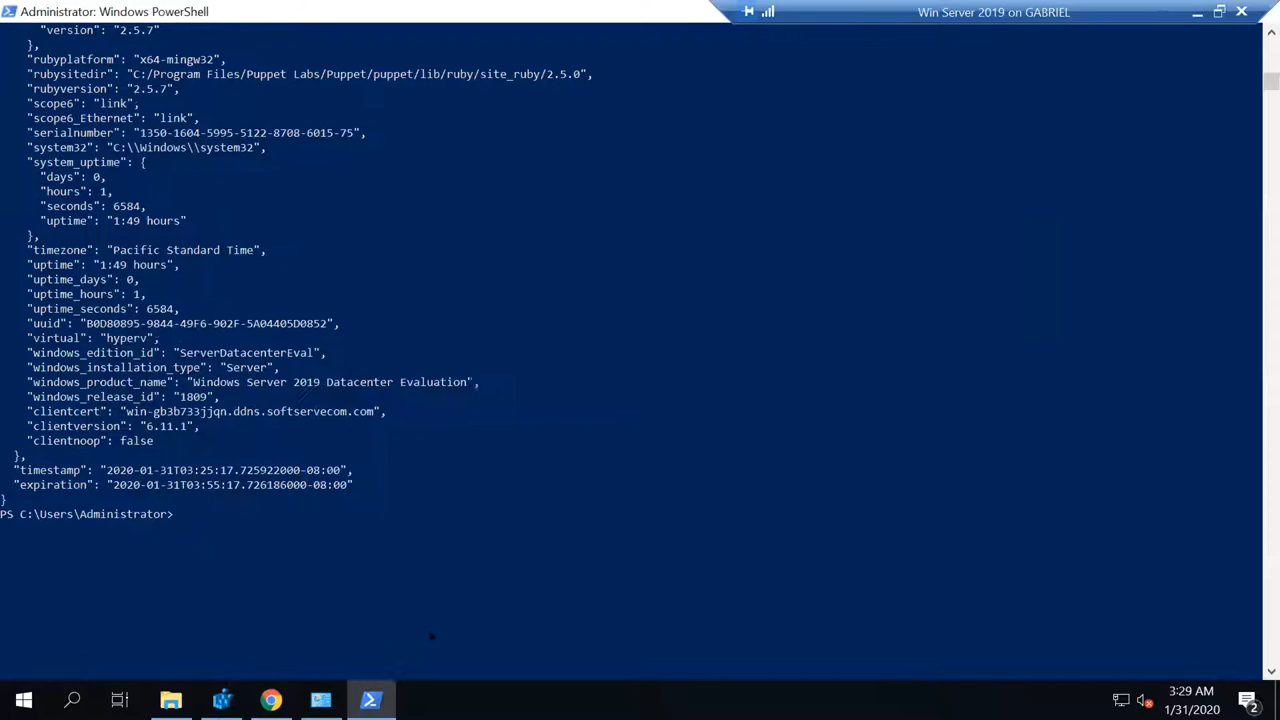 Administrator: Windows PowerShell
Win Server 2019 on GABRIEL
"version": "2.5.7"
},
"rubyplatform": "x64-mingw32",
"rubysitedir": "C:/Program Files/Puppet Labs/Puppet/puppet/lib/ruby/site_ruby/2.5.0",
"rubyversion": "2.5.7",
"scope6": "link",
"scope6_Ethernet": "link",
"serialnumber": "1350-1604-5995-5122-8708-6015-75",
"system32": "C:\\Windows\\system32",
"system_uptime": {
"days": 0,
"hours": 1,
"seconds": 6584,
"uptime": "1:49 hours"
},
"timezone": "Pacific Standard Time",
"uptime": "1:49 hours",
"uptime_days": 0,
"uptime_hours": 1,
"uptime_seconds": 6584,
"uuid": "B0D80895-9844-49F6-902F-5A04405D0852",
"virtual": "hyperv",
"windows_edition_id": "ServerDatacenterEval",
"windows_installation_type": "Server",
"windows_product_name": "Windows Server 2019 Datacenter Evaluation",
"windows_release_id": "1809",
"clientcert": "win-gb3b733jjqn.ddns.softservecom.com",
"clientversion": "6.11.1",
"clientnoop": false
},
"timestamp": "2020-01-31T03:25:17.725922000-08:00",
"expiration": "2020-01-31T03:55:17.726186000-08:00"
}
PS C:\Users\Administrator>
3:29 AM
1/31/2020
2